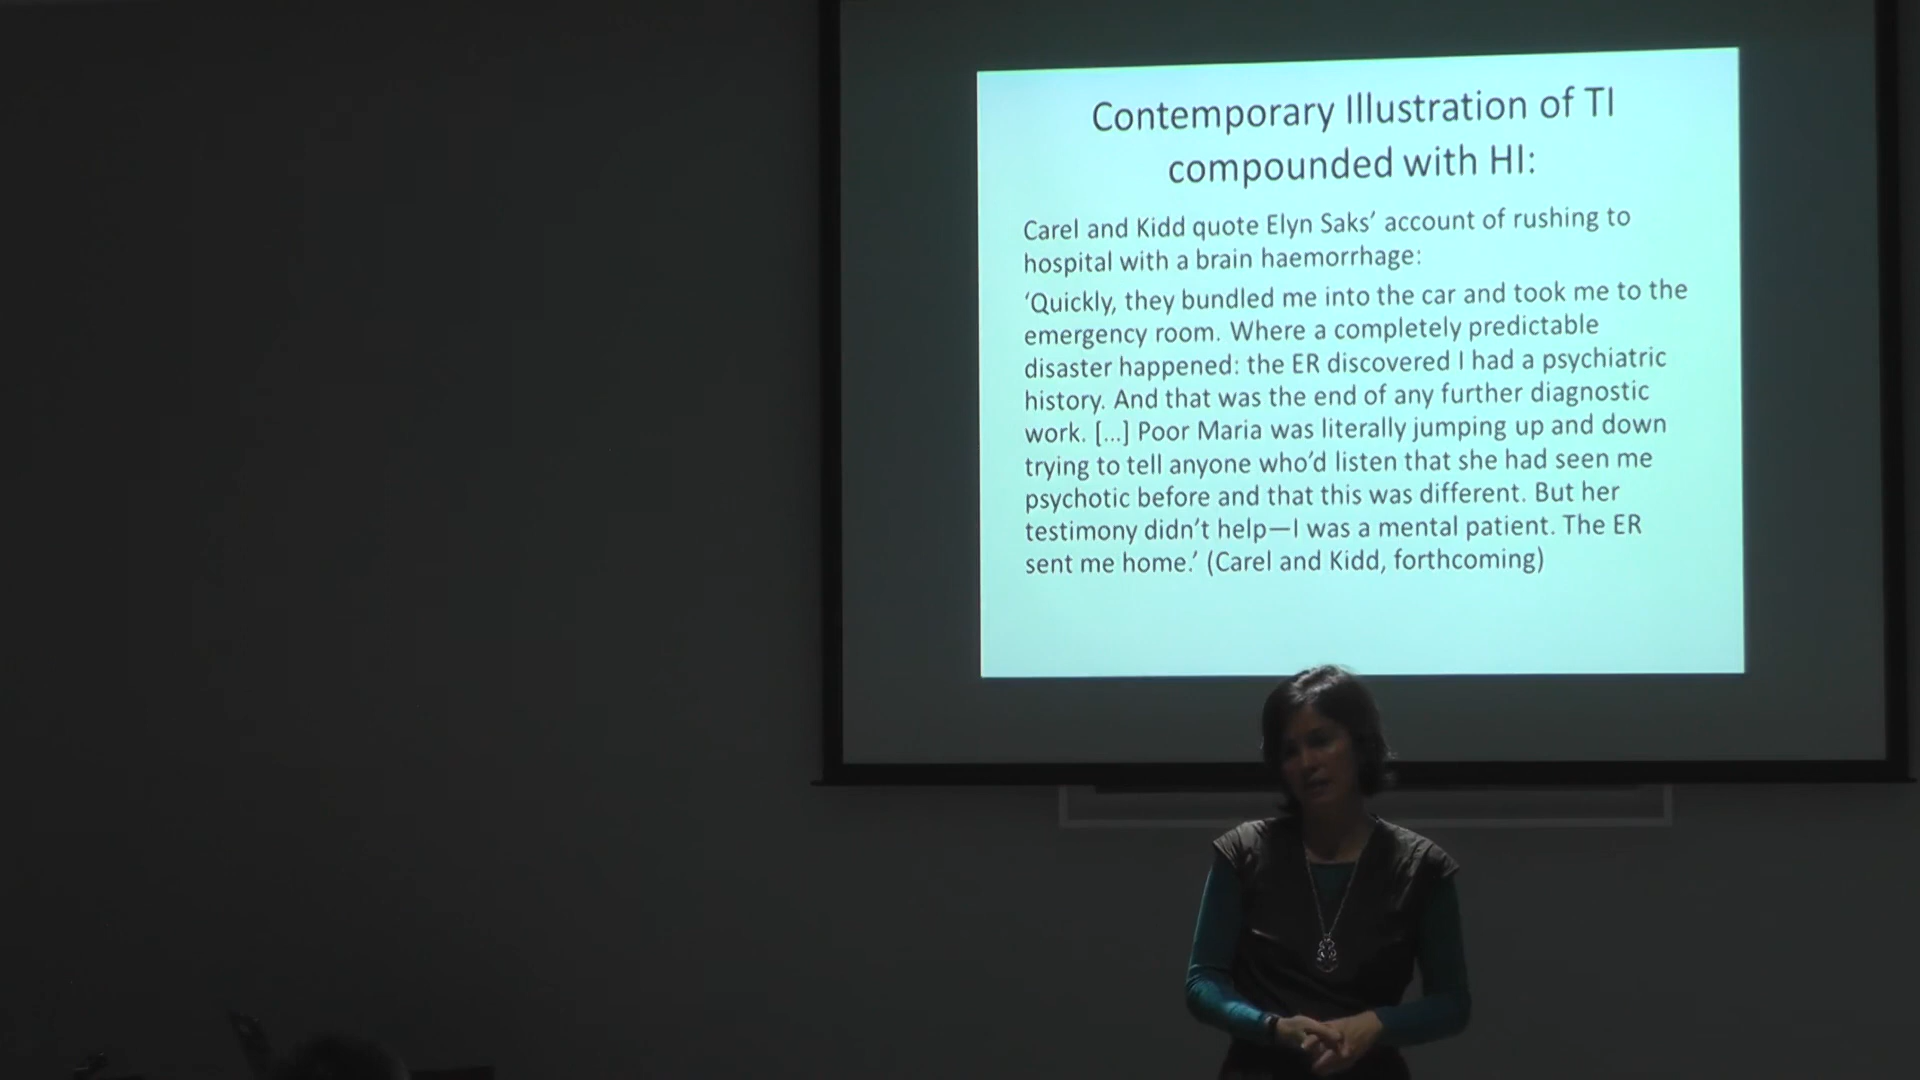 Contemporary Illustration of TI
compounded with HI:
Carel and Kidd quote Elyn Saks’ account of rushing to
hospital with a brain haemorrhage:
‘Quickly, they bundled me into the car and took me to the
emergency room. Where a completely predictable
disaster happened: the ER discovered I had a psychiatric
history. And that was the end of any further diagnostic
work. [...] Poor Maria was literally jumping up and down
trying to tell anyone who’d listen that she had seen me
psychotic before and that this was different. But her
testimony didn’t help—I was a mental patient. The ER
sent me home.’ (Carel and Kidd, forthcoming)